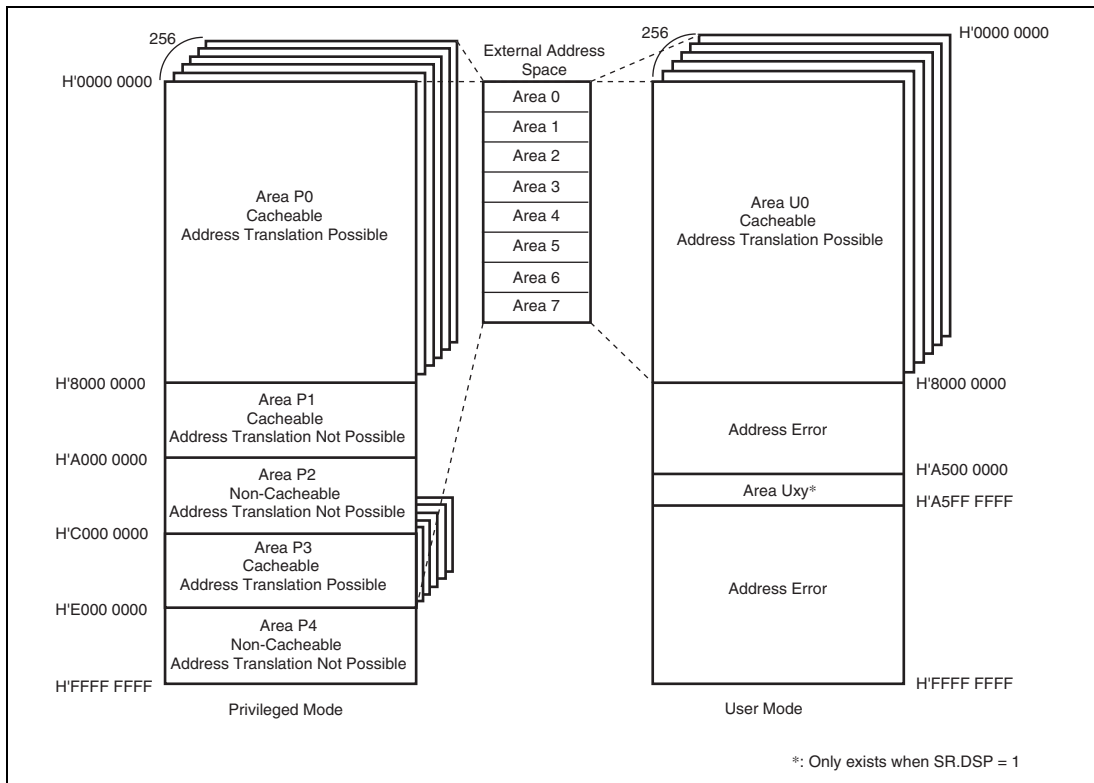 256
H'0000 0000
External Address
Space
256
H'0000 0000
Area 0
Area 1
Area 2
Area 3
Area 4
Area 5
Area 6
Area 7
Area P0
Cacheable
Address Translation Possible
Area U0
Cacheable
Address Translation Possible
H'8000 0000
H'8000 0000
Area P1
Cacheable
Address Translation Not Possible
Address Error
H'A000 0000
H'A500 0000
Area P2
Non-Cacheable
Address Translation Not Possible
Area Uxy*
H'A5FF FFFF
H'C000 0000
Area P3
Cacheable
Address Translation Possible
Address Error
H'E000 0000
Area P4
Non-Cacheable
Address Translation Not Possible
H'FFFF FFFF
H'FFFF FFFF
Privileged Mode
User Mode
*: Only exists when SR.DSP = 1